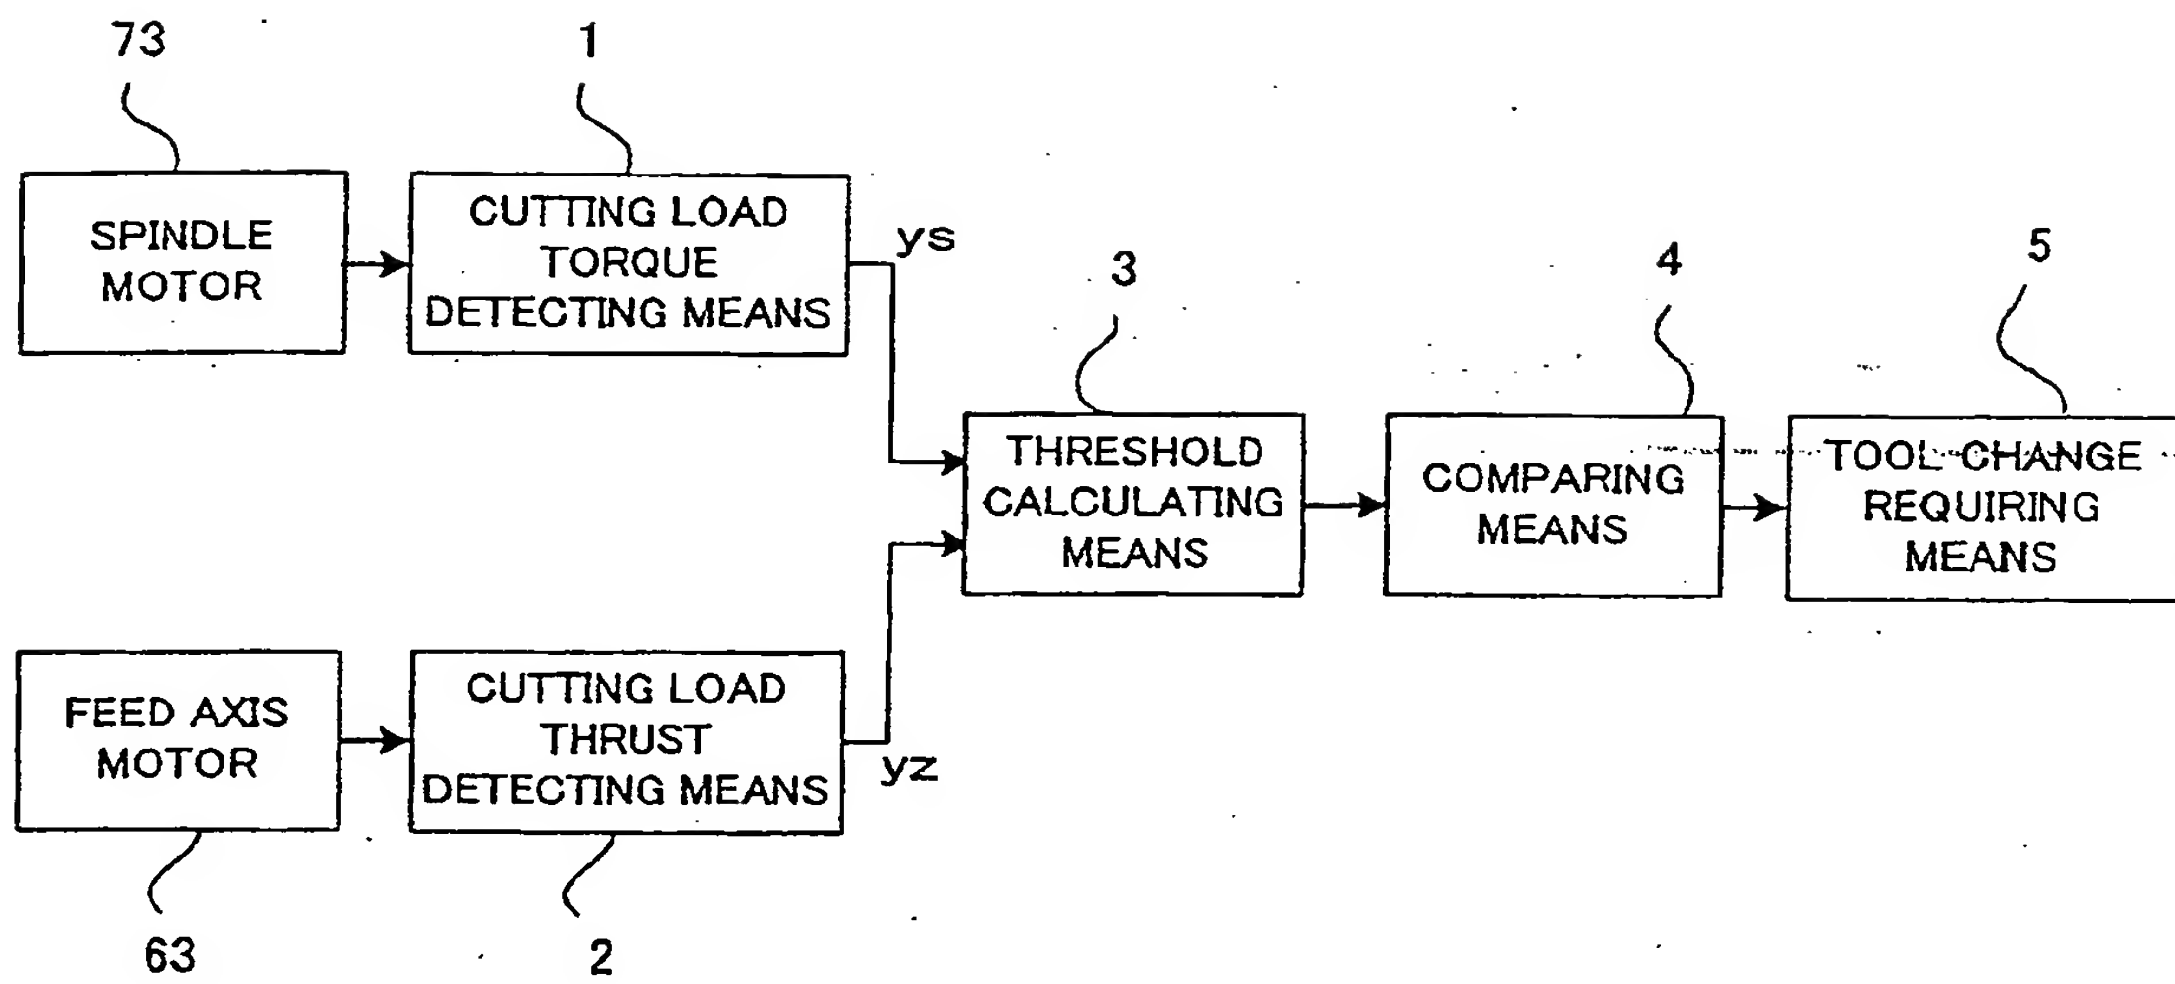 73
1
SPINDLE
MOTOR
CUTTING LOAD
TORQUE
DETECTING MEANS
ys
3
4
5
THRESHOLD
CALCULATING
MEANS
COMPARING
MEANS
TOOL CHANGE
REQUIRING
MEANS
FEED AXIS
MOTOR
CUTTING LOAD
THRUST
DETECTING MEANS
yz
63
2